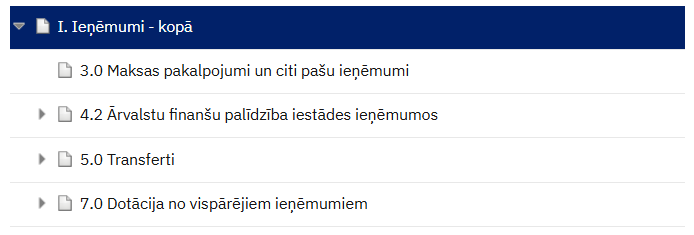 I. Ieņēmumi - kopā
3.0 Maksas pakalpojumi un citi pašu ieņēmumi
4.2 Ārvalstu finanšu palīdzība iestādes ieņēmumos
5.0 Transferti
7.0 Dotācija no vispārējiem ieņēmumiem